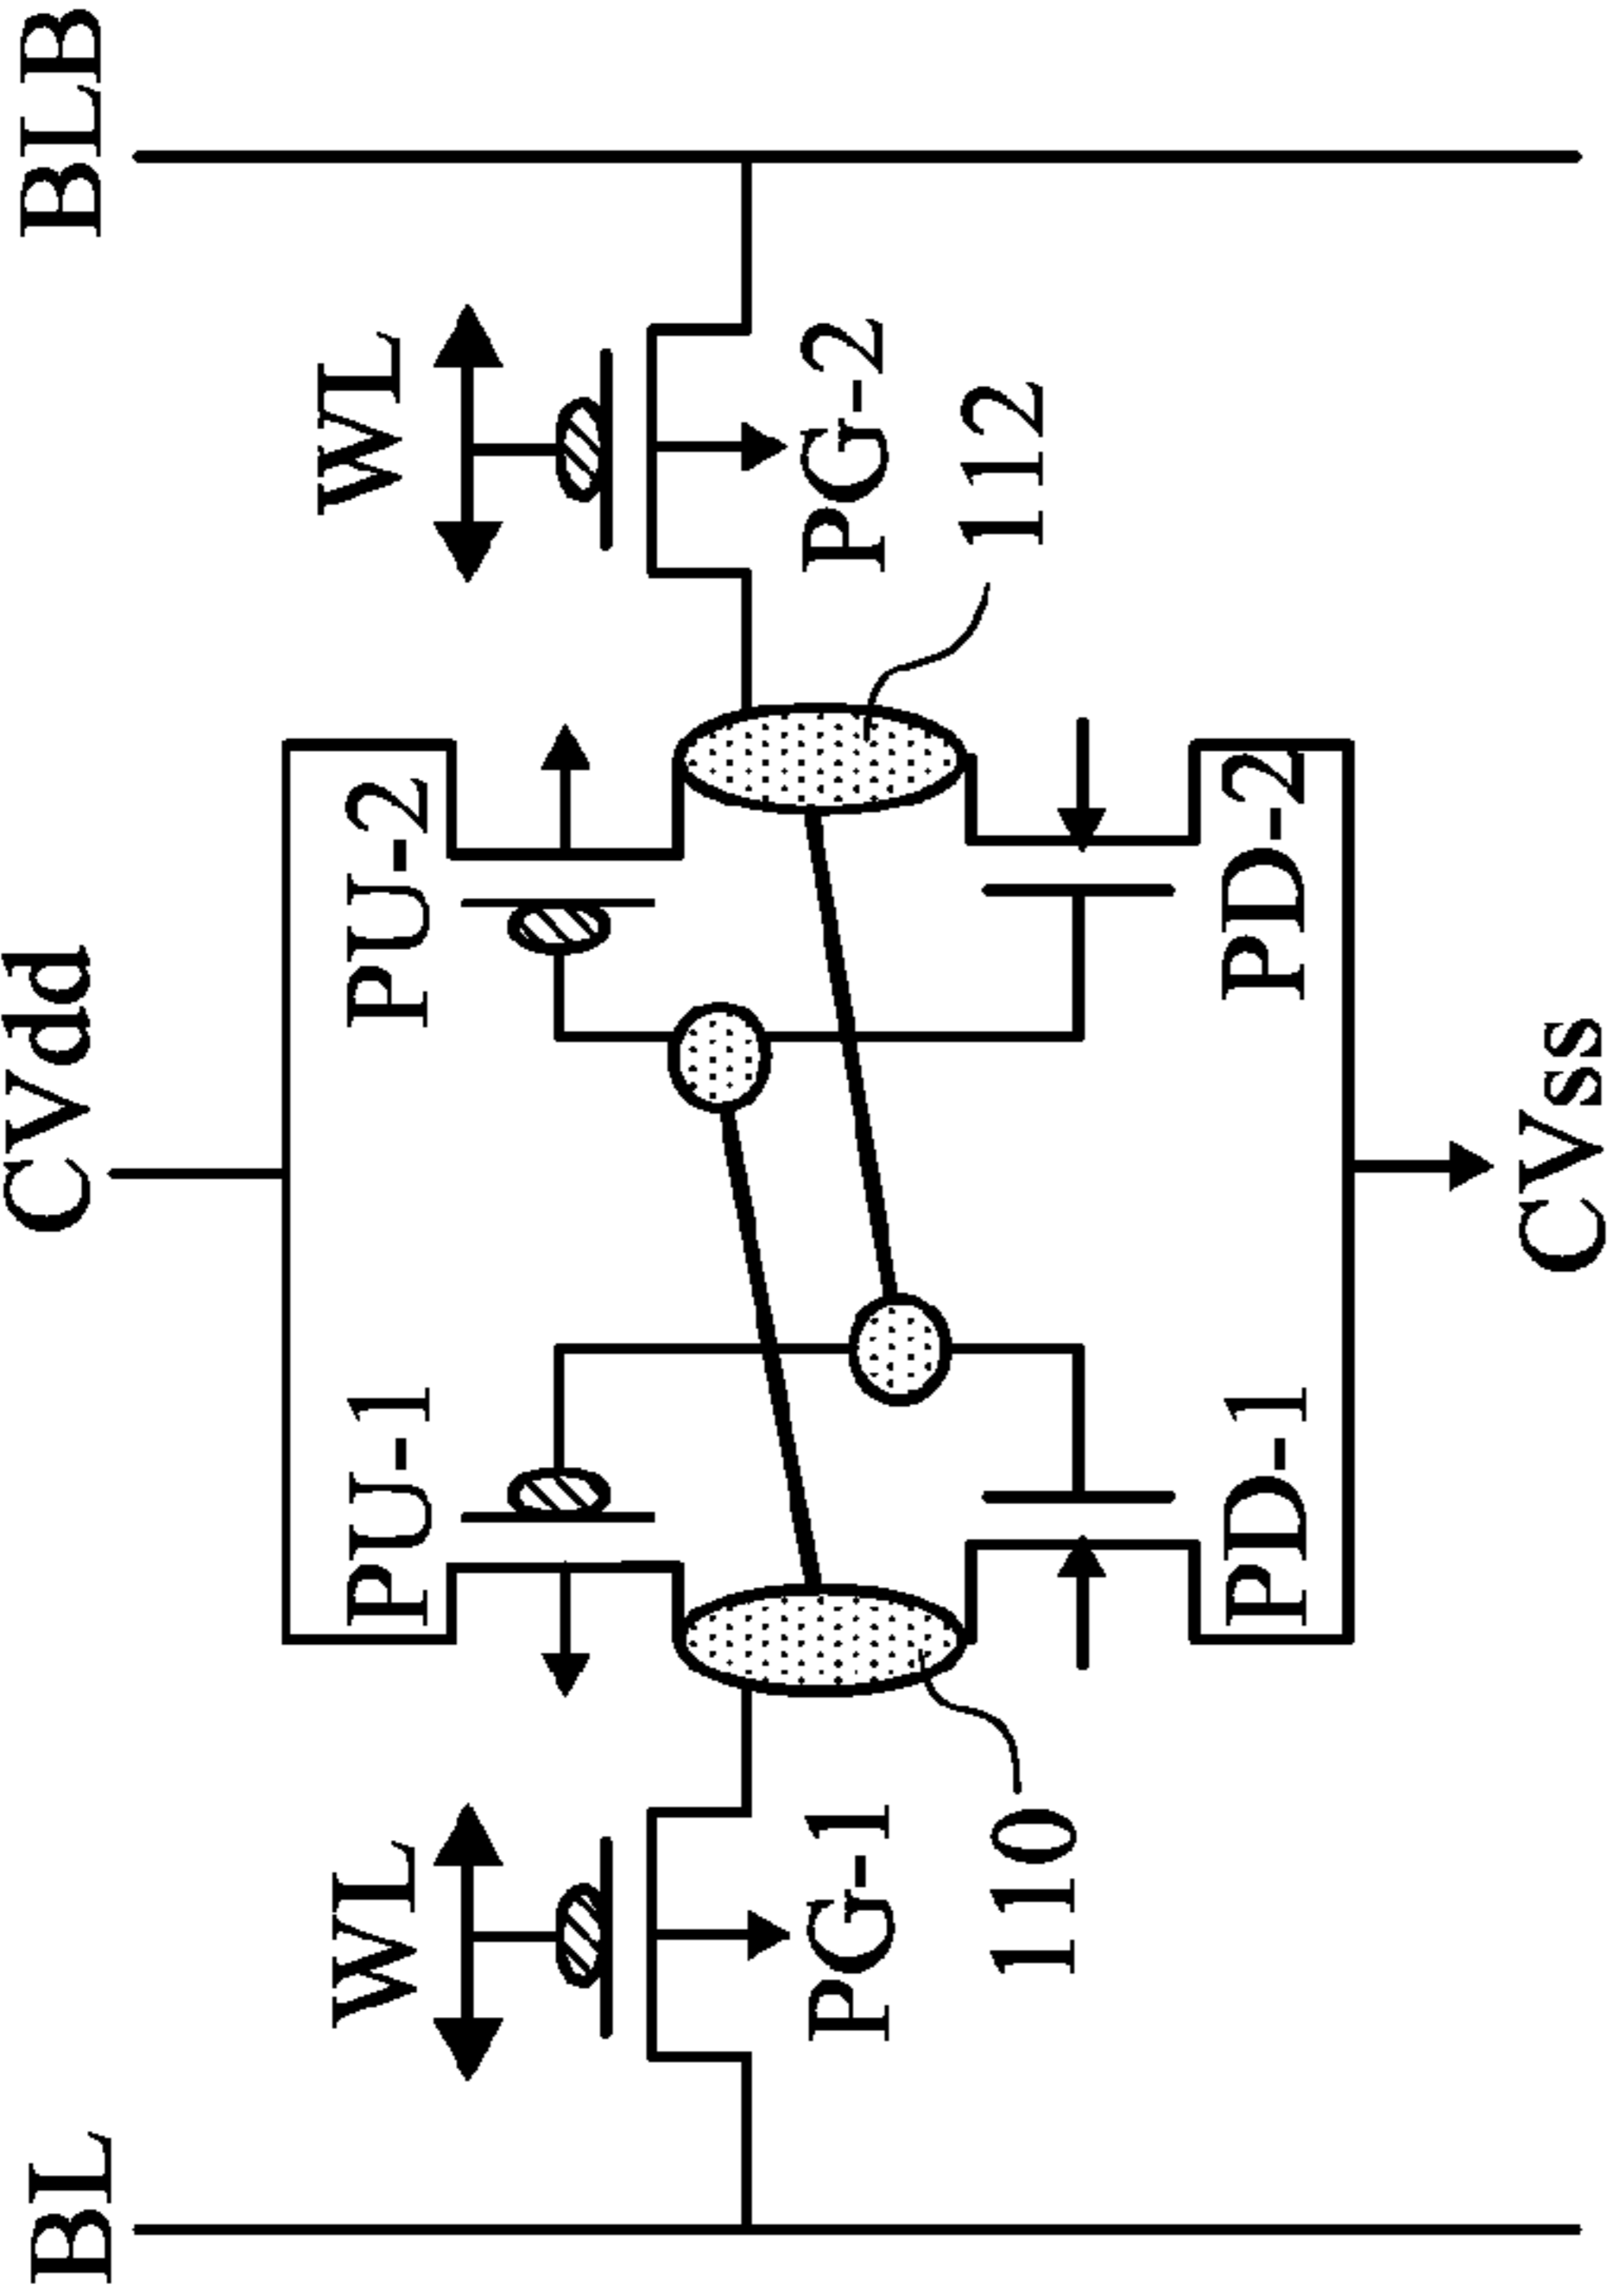 BL
CVdd
BLB
WL
WL
PU-1
PU-2
PG-1
PG-2
110
112
PD-1
PD-2
CVss